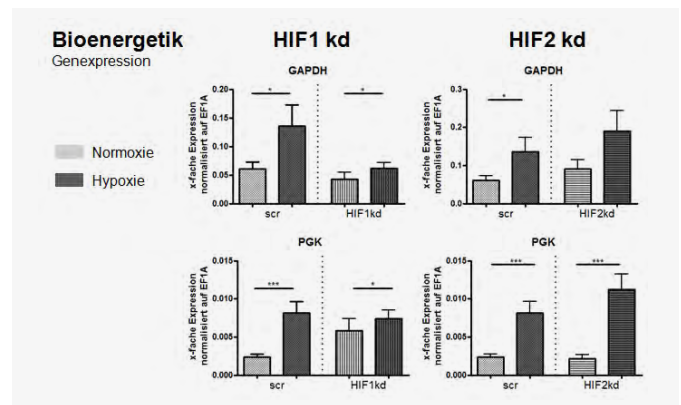 Bioenergetik
Genexpression
HIF1 kd
HIF2 kd
Normoxie
Hypoxie
GAPDH
x-fache Expression
normalisiert auf EF1A
0.20
0.15
0.10
0.05
0.00
*
*
scr
HIF1kd
GAPDH
x-fache Expression
normalisiert auf EF1A
0.3
0.2
0.1
0.0
*
scr
HIF2kd
PGK
x-fache Expression
normalisiert auf EF1A
0.015
0.010
0.005
0.000
***
*
scr
HIF1kd
PGK
x-fache Expression
normalisiert auf EF1A
0.015
0.010
0.005
0.000
***
***
scr
HIF2kd